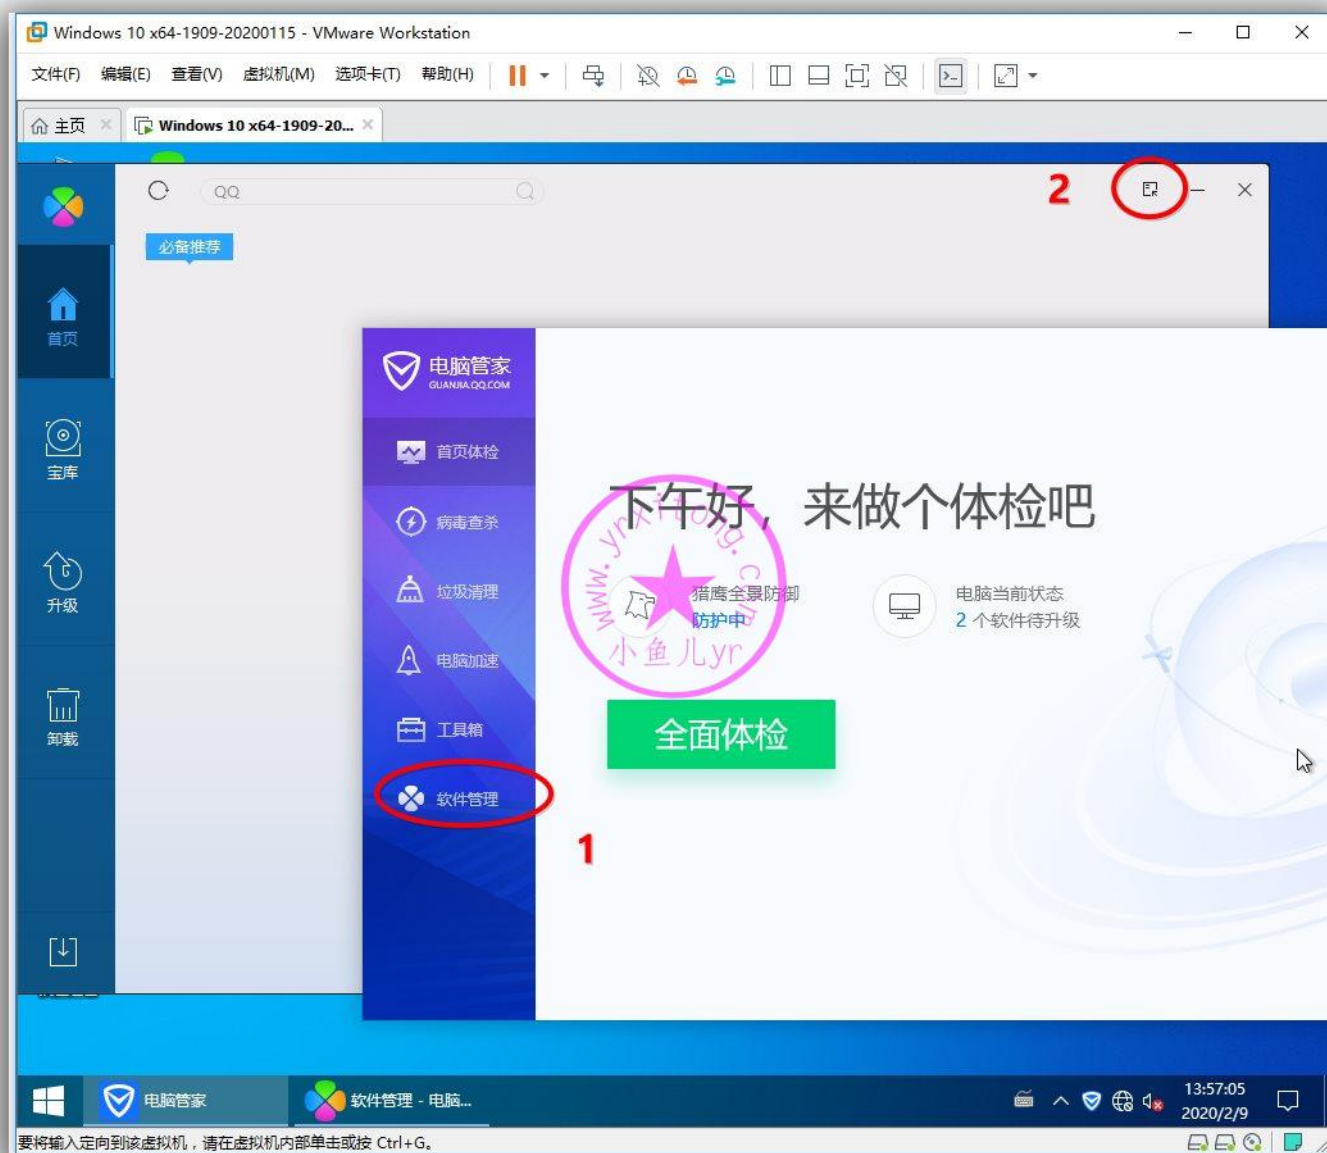 Windows 10 x64-1909-20200115 - VMware Workstation
文件(F) 编辑(E) 查看(V) 虚拟机(M) 选项卡(T) 帮助(H)
主页 Windows 10 x64-1909-20...
QQ
2
必备推荐
首页
宝库
升级
卸载
电脑管家
GUANJIA.QQ.COM
首页体检
病毒查杀
垃圾清理
电脑加速
工具箱
软件管理
1
下午好，来做个体检吧
猎鹰全景防御
防护中
电脑当前状态
2 个软件待升级
www.yrxitong.com
小鱼儿yr
全面体检
电脑管家
软件管理 - 电脑...
13:57:05
2020/2/9
要将输入定向到该虚拟机，请在虚拟机内部单击或按 Ctrl+G。